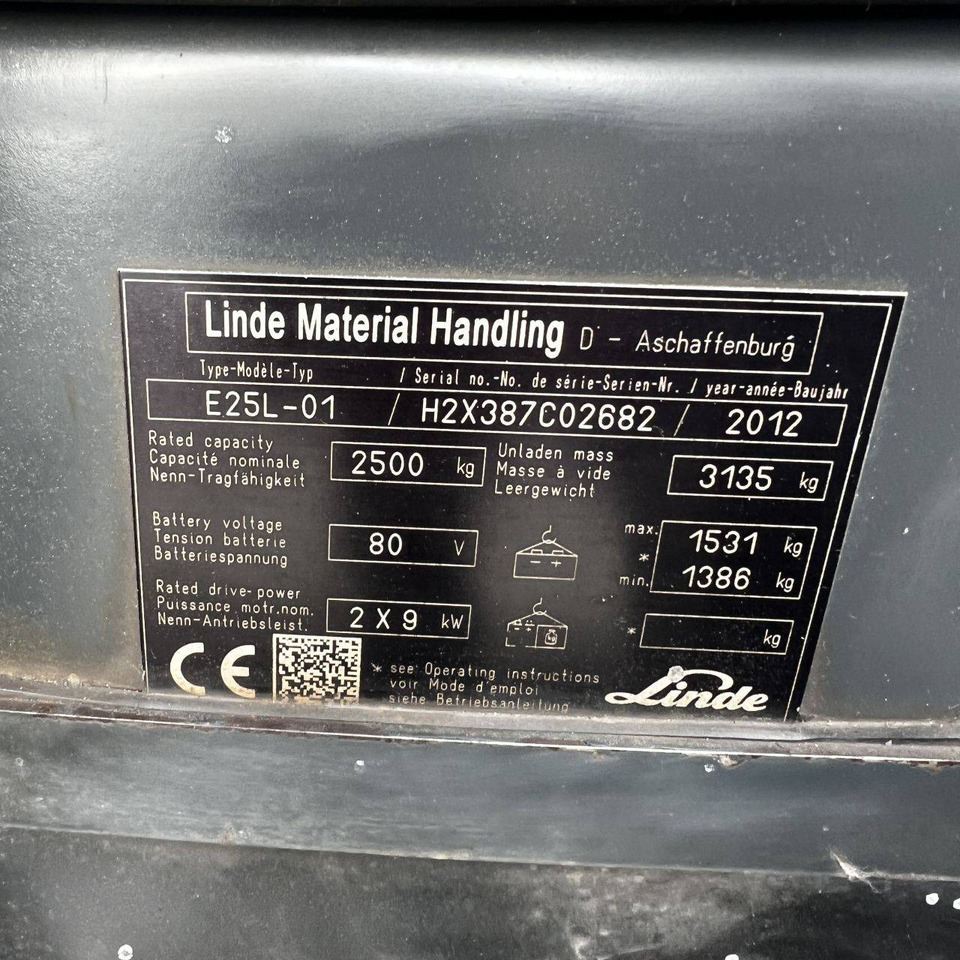 Linde Material Handling D - Aschaffenburg
Type-Modèle-Typ / Serial no.-No. de série-Serien-Nr. / year-année-Baujahr
E25L-01 / H2X387C02682 / 2012
Rated capacity
Capacité nominale
Nenn-Tragfähigkeit
2500 kg
Unladen mass
Masse à vide
Leergewicht
3135 kg
Battery voltage
Tension batterie
Batteriespannung
80 V
- +
max. 1531 kg
*
min. 1386 kg
Rated drive-power
Puissance motr.nom.
Nenn-Antriebsleist.
2 X 9 kW
* kg
CE
* see: Operating instructions
voir Mode d'emploi
siehe Betriebsanleitung
Linde